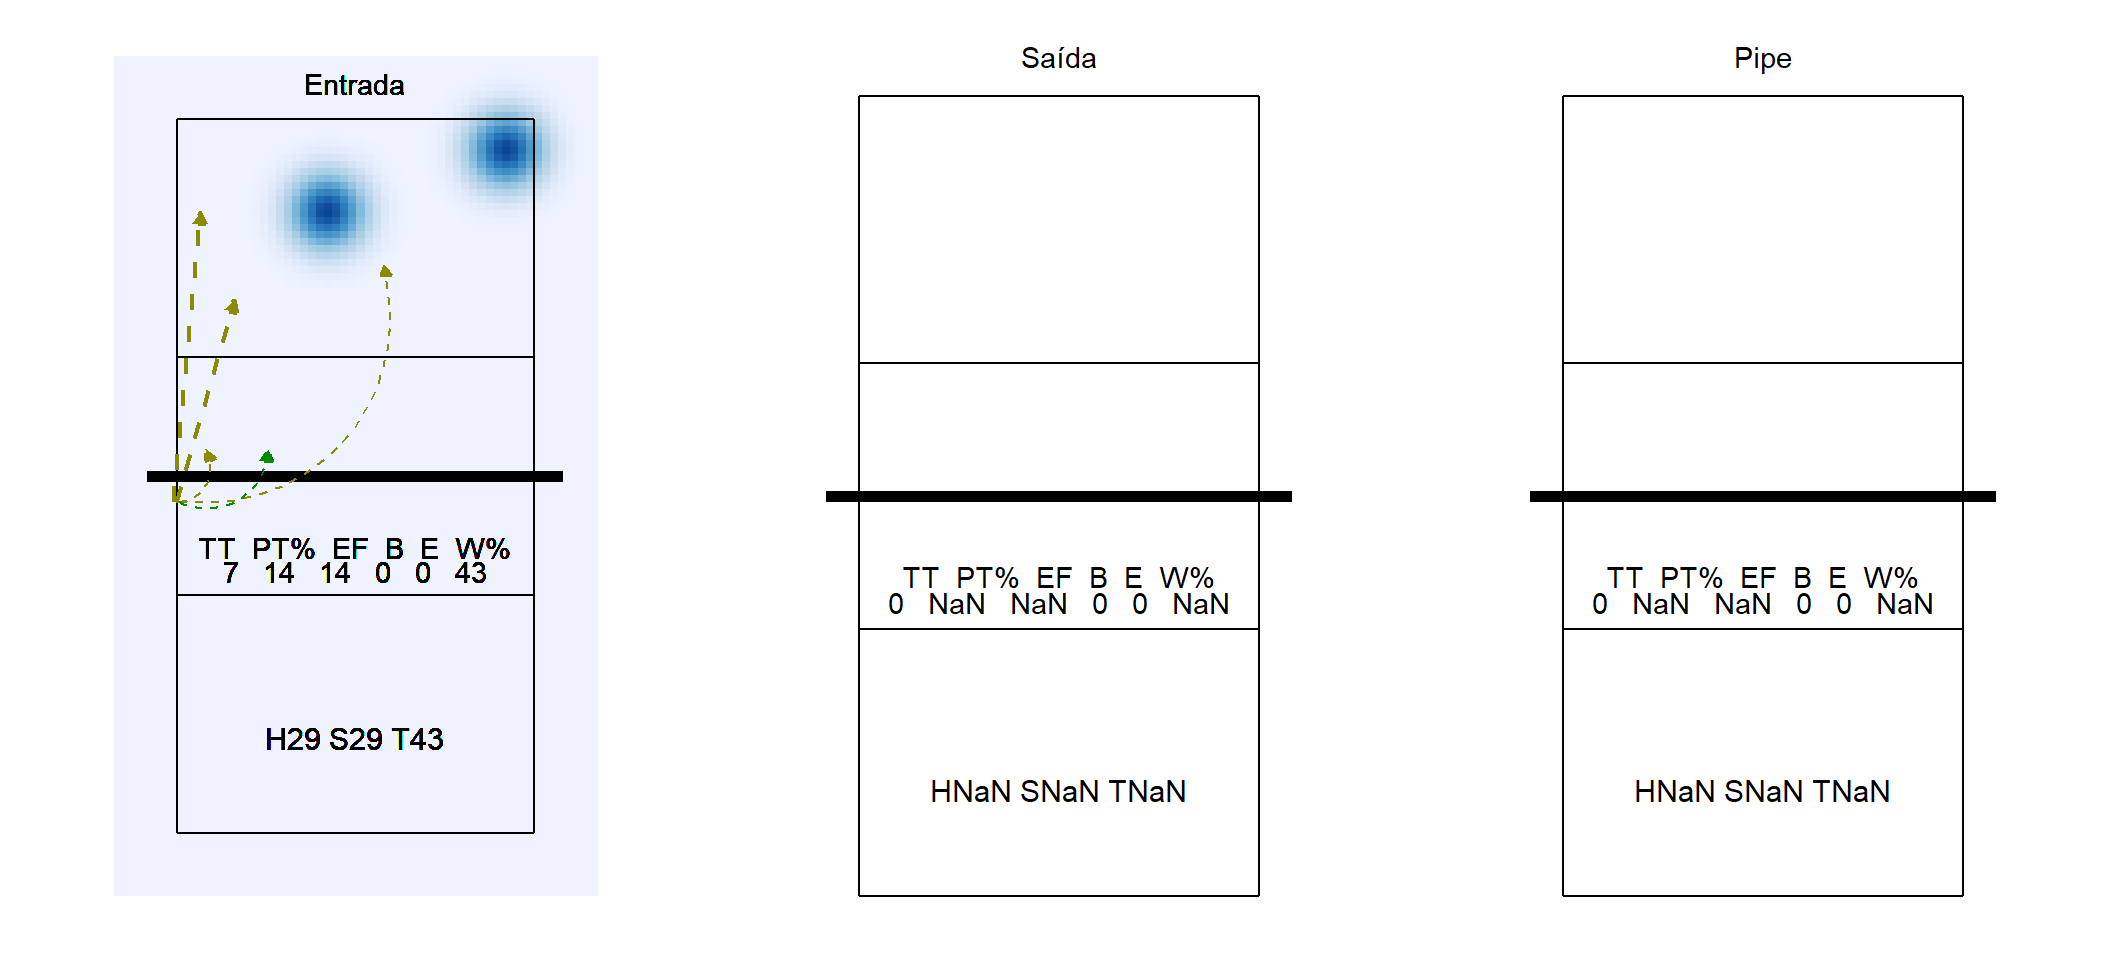 Entrada
TT PT% EF B E W%
7 14 14 0 0 43
H29 S29 T43
Saída
TT PT% EF B E W%
0 NaN NaN 0 0 NaN
HNaN SNaN TNaN
Pipe
TT PT% EF B E W%
0 NaN NaN 0 0 NaN
HNaN SNaN TNaN